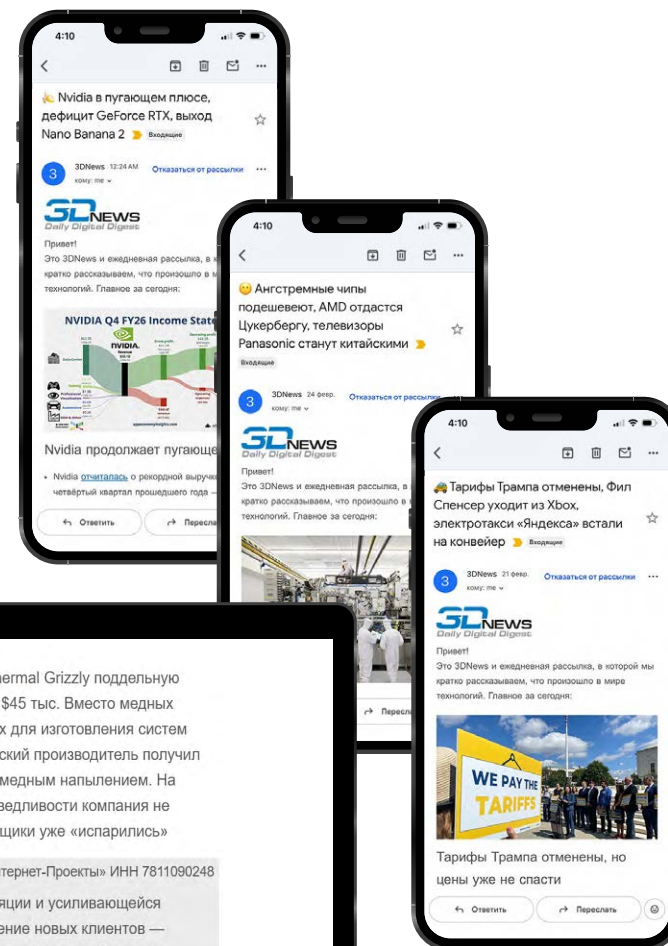 4:10
Nvidia в пугающем плюсе,
дефицит GeForce RTX, выход
Nano Banana 2
Входящие
3
3DNews 12:24 AM
Отказаться от рассылки
кому: me
3DNEWS
Daily Digital Digest
Привет!
Это 3DNews и ежедневная рассылка, в к
кратко рассказываем, что произошло в м
технологий. Главное за сегодня:
NVIDIA Q4 FY26 Income State
NVIDIA.
Nvidia продолжает пугающе
• Nvidia отчиталась о рекордной выручке
четвёртый квартал прошедшего года —
Ответить
Пересла
4:10
Ангстремные чипы
подешевеют, AMD отдастся
Цукербергу, телевизоры
Panasonic станут китайскими
Входящие
3
3DNews 24 февр.
Отказаться от рассылки
кому: me
3DNEWS
Daily Digital Digest
Привет!
Это 3DNews и ежедневная рассылка, в
кратко рассказываем, что произошло в
технологий. Главное за сегодня:
Пересл
4:10
Тарифы Трампа отменены, Фил
Спенсер уходит из Xbox,
электротакси «Яндекса» встали
на конвейер
Входящие
3
3DNews 21 февр.
Отказаться от рассылки
кому: me
3DNEWS
Daily Digital Digest
Привет!
Это 3DNews и ежедневная рассылка, в которой мы
кратко рассказываем, что произошло в мире
технологий. Главное за сегодня:
WE PAY THE
TARIFFS
Тарифы Трампа отменены, но
цены уже не спасти
Ответить
Переслать
hermal Grizzly поддельную
$45 тыс. Вместо медных
х для изготовления систем
ский производитель получил
медным напылением. На
ведливости компания не
щики уже «испарились»
тернет-Проекты» ИНН 7811090248
яции и усиливающейся
ение новых клиентов —